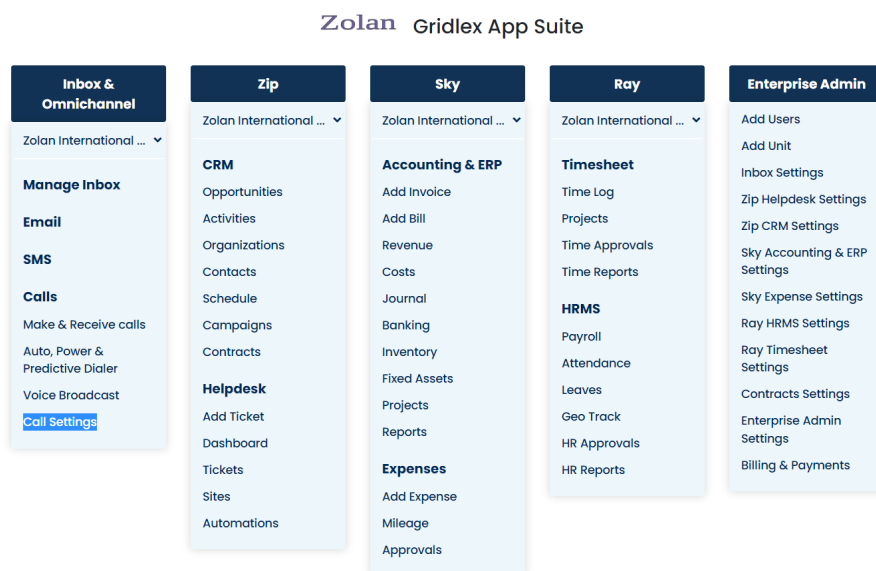 Zolan Gridlex App Suite
Inbox &
Omnichannel
Zolan International ...
Manage Inbox
Email
SMS
Calls
Make & Receive calls
Auto, Power &
Predictive Dialer
Voice Broadcast
Call Settings
Zip
Zolan International ...
CRM
Opportunities
Activities
Organizations
Contacts
Schedule
Campaigns
Contracts
Helpdesk
Add Ticket
Dashboard
Tickets
Sites
Automations
Sky
Zolan International ...
Accounting & ERP
Add Invoice
Add Bill
Revenue
Costs
Journal
Banking
Inventory
Fixed Assets
Projects
Reports
Expenses
Add Expense
Mileage
Approvals
Ray
Zolan International ...
Timesheet
Time Log
Projects
Time Approvals
Time Reports
HRMS
Payroll
Attendance
Leaves
Geo Track
HR Approvals
HR Reports
Enterprise Admin
Add Users
Add Unit
Inbox Settings
Zip Helpdesk Settings
Zip CRM Settings
Sky Accounting & ERP
Settings
Sky Expense Settings
Ray HRMS Settings
Ray Timesheet
Settings
Contracts Settings
Enterprise Admin
Settings
Billing & Payments